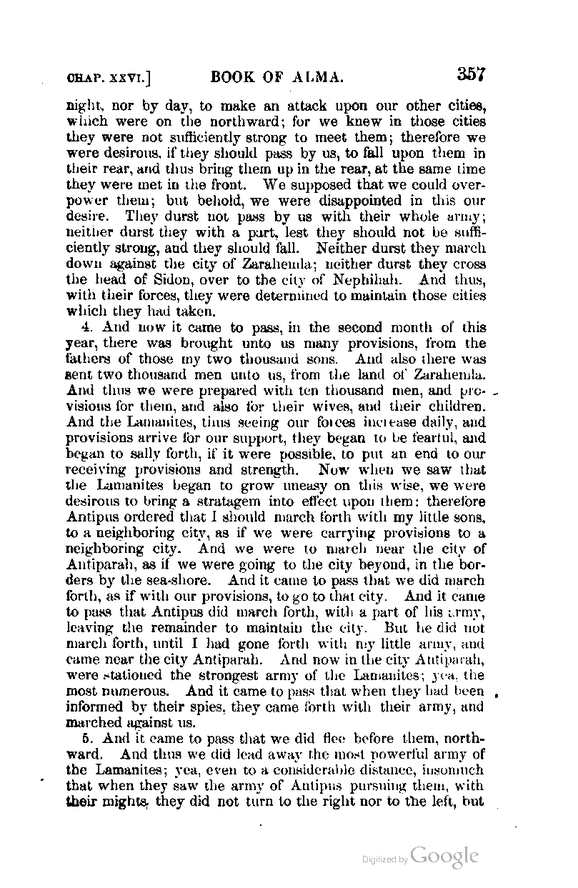 CHAP. XXVI.] BOOK OF ALMA. 357
night, nor by day, to make an attack upon our other cities,
which were on the northward; for we knew in those cities
they were not sufficiently strong to meet them; therefore we
were desirous, if they should pass by us, to fall upon them in
their rear, and thus bring them up in the rear, at the same time
they were met in the front. We supposed that we could over-
power them; but behold, we were disappointed in this our
desire. They durst not pass by us with their whole army;
neither durst they with a part, lest they should not be suffi-
ciently strong, and they should fall. Neither durst they march
down against the city of Zarahemla; neither durst they cross
the head of Sidon, over to the city of Nephihah. And thus,
with their forces, they were determined to maintain those cities
which they had taken.
4. And now it came to pass, in the second month of this
year, there was brought unto us many provisions, from the
fathers of those my two thousand sons. And also there was
sent two thousand men unto us, from the land of Zarahemla.
And thus we were prepared with ten thousand men, and pro-
visions for them, and also for their wives, and their children.
And the Lamanites, thus seeing our forces increase daily, and
provisions arrive for our support, they began to be fearful, and
began to sally forth, if it were possible, to put an end to our
receiving provisions and strength. Now when we saw that
the Lamanites began to grow uneasy on this wise, we were
desirous to bring a stratagem into effect upon them; therefore
Antipus ordered that I should march forth with my little sons,
to a neighboring city, as if we were carrying provisions to a
neighboring city. And we were to march near the city of
Antiparah, as if we were going to the city beyond, in the bor-
ders by the sea-shore. And it came to pass that we did march
forth, as if with our provisions, to go to that city. And it came
to pass that Antipus did march forth, with a part of his army,
leaving the remainder to maintain the city. But he did not
march forth, until I had gone forth with my little army, and
came near the city Antiparah. And now in the city Antiparah,
were stationed the strongest army of the Lamanites; yea, the
most numerous. And it came to pass that when they had been
informed by their spies, they came forth with their army, and
marched against us.
5. And it came to pass that we did flee before them, north-
ward. And thus we did lead away the most powerful army of
the Lamanites; yea, even to a considerable distance, insomuch
that when they saw the army of Antipus pursuing them, with
their mights, they did not turn to the right nor to the left, but
Digitized by Google